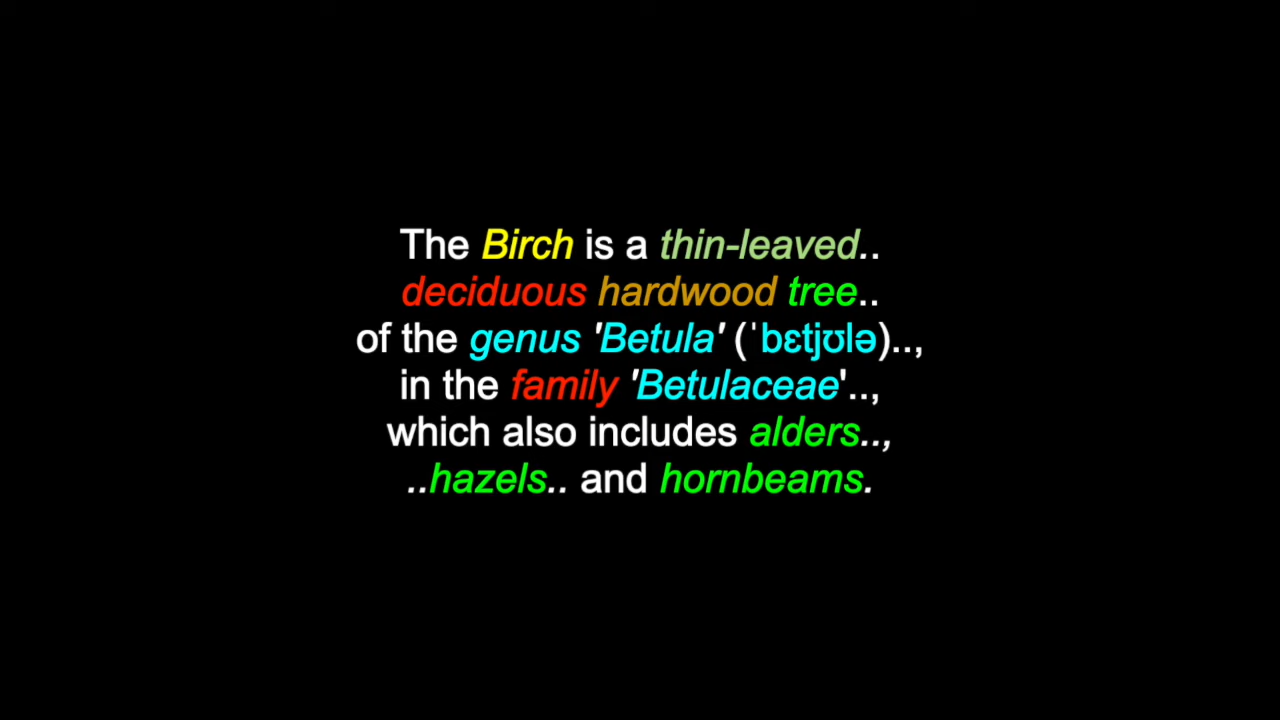 The Birch is a thin-leaved..
deciduous hardwood tree..
of the genus 'Betula' (ˈbɛtjʊlə)..,
in the family 'Betulaceae'..,
which also includes alders..,
..hazels.. and hornbeams.